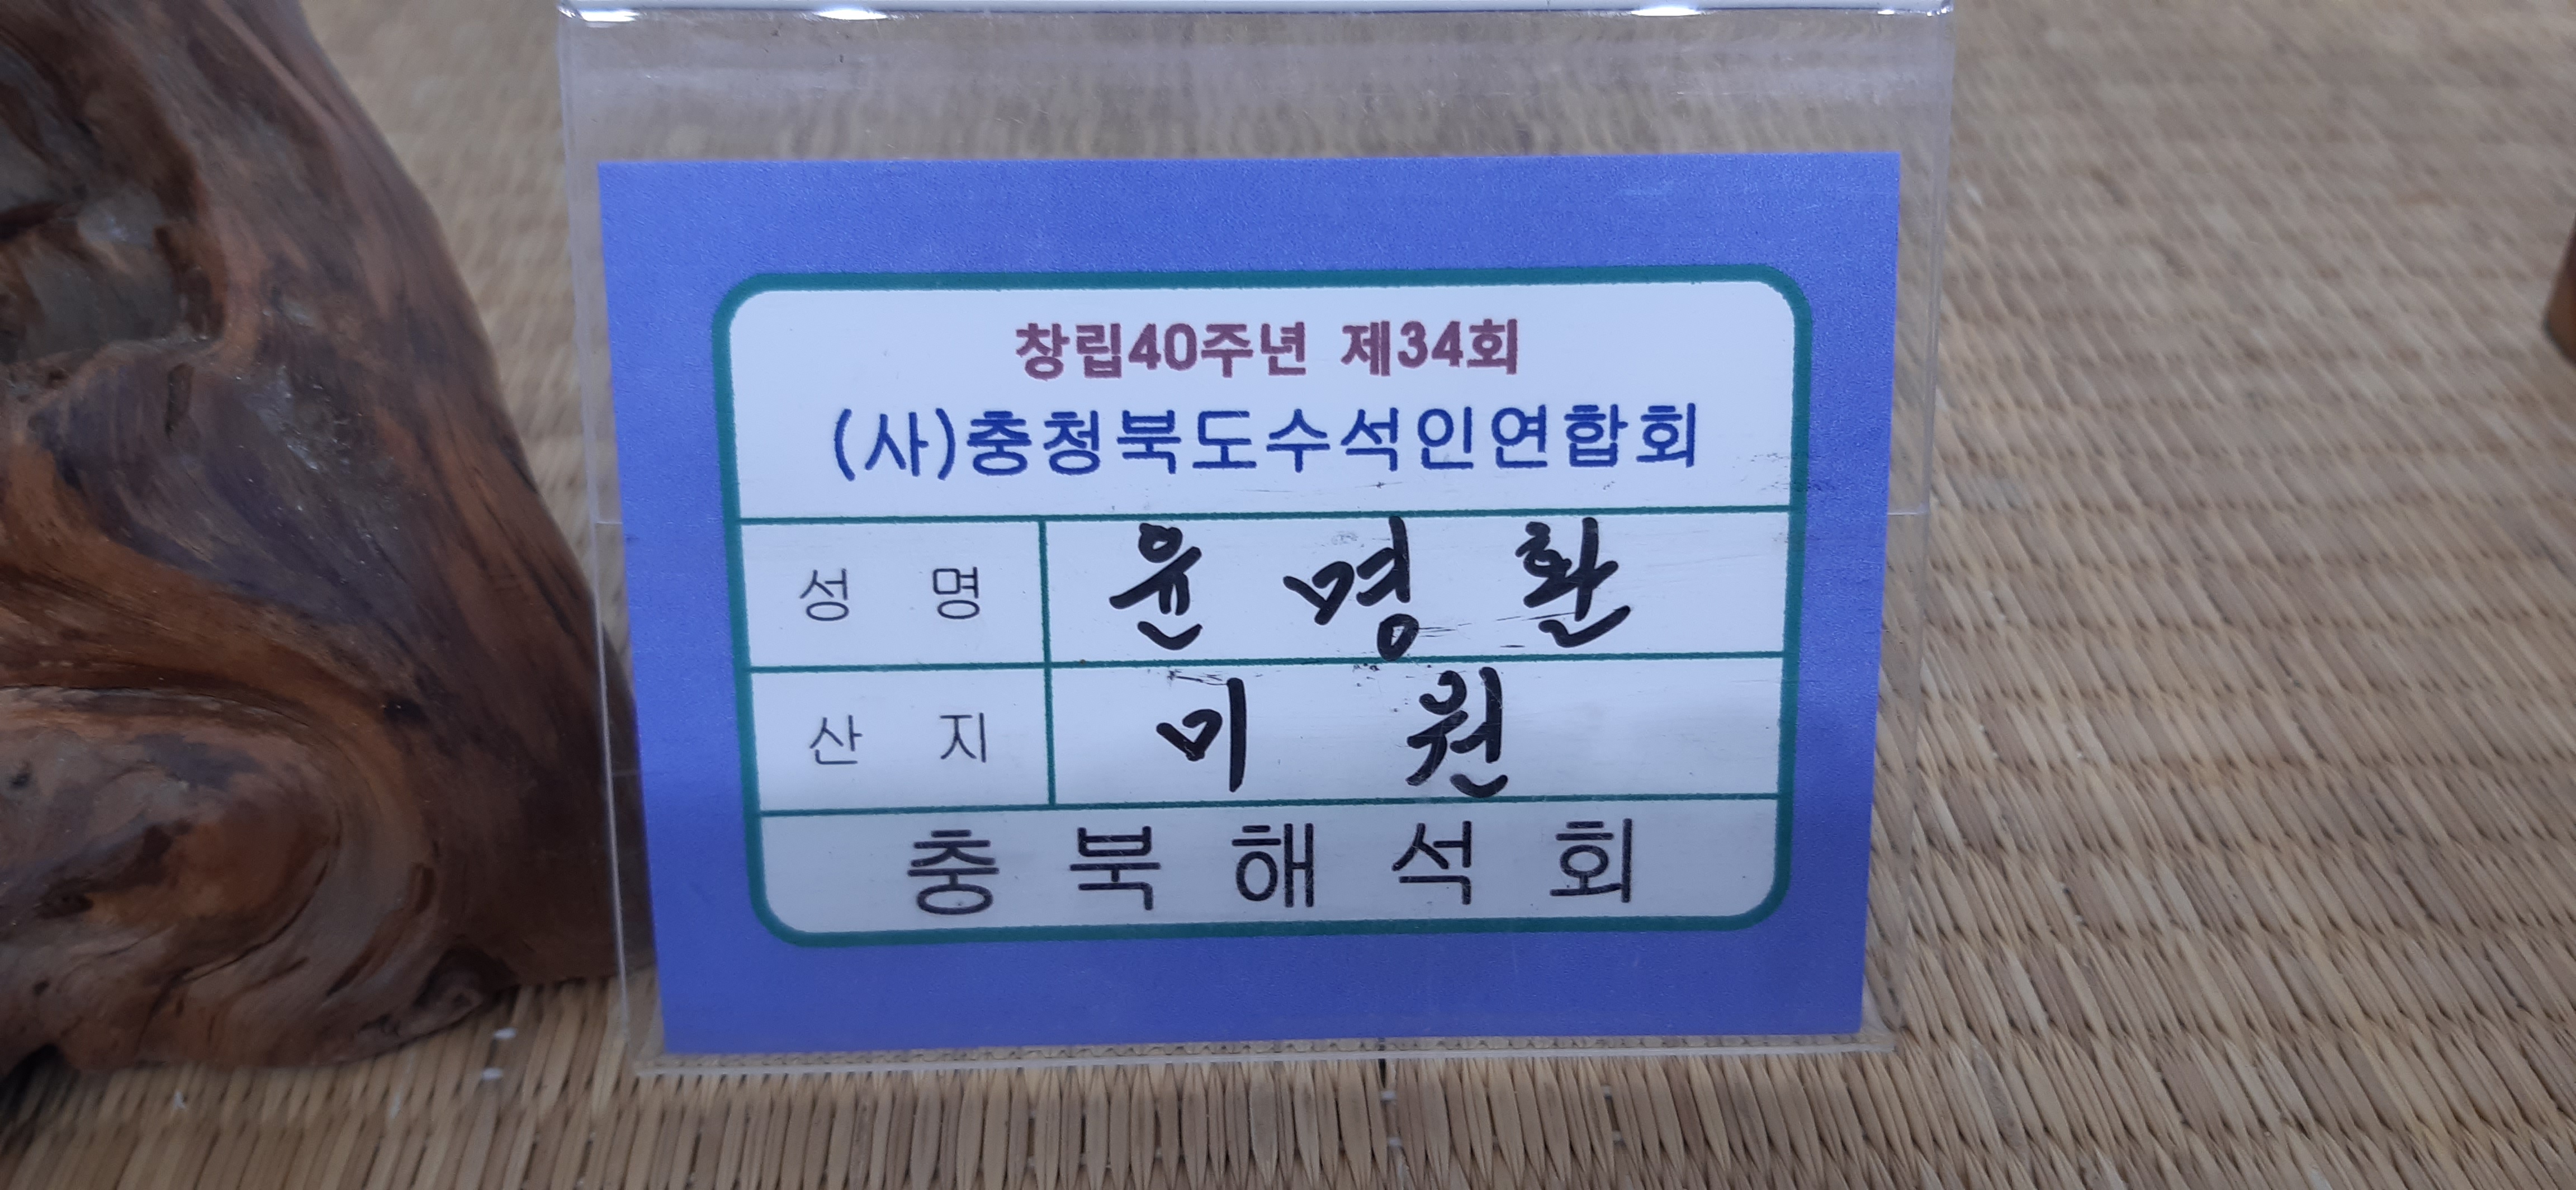 창립40주년 제34회
(사)충청북도수석인연합회
성 명 윤 명 환
산 지 미 원
충 북 해 석 회